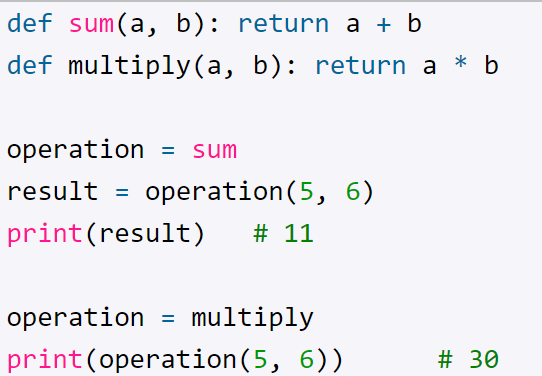 def sum(a, b): return a + b
def multiply(a, b): return a * b
operation = sum
result = operation(5, 6)
print(result)   # 11
operation = multiply
print(operation(5, 6))      # 30